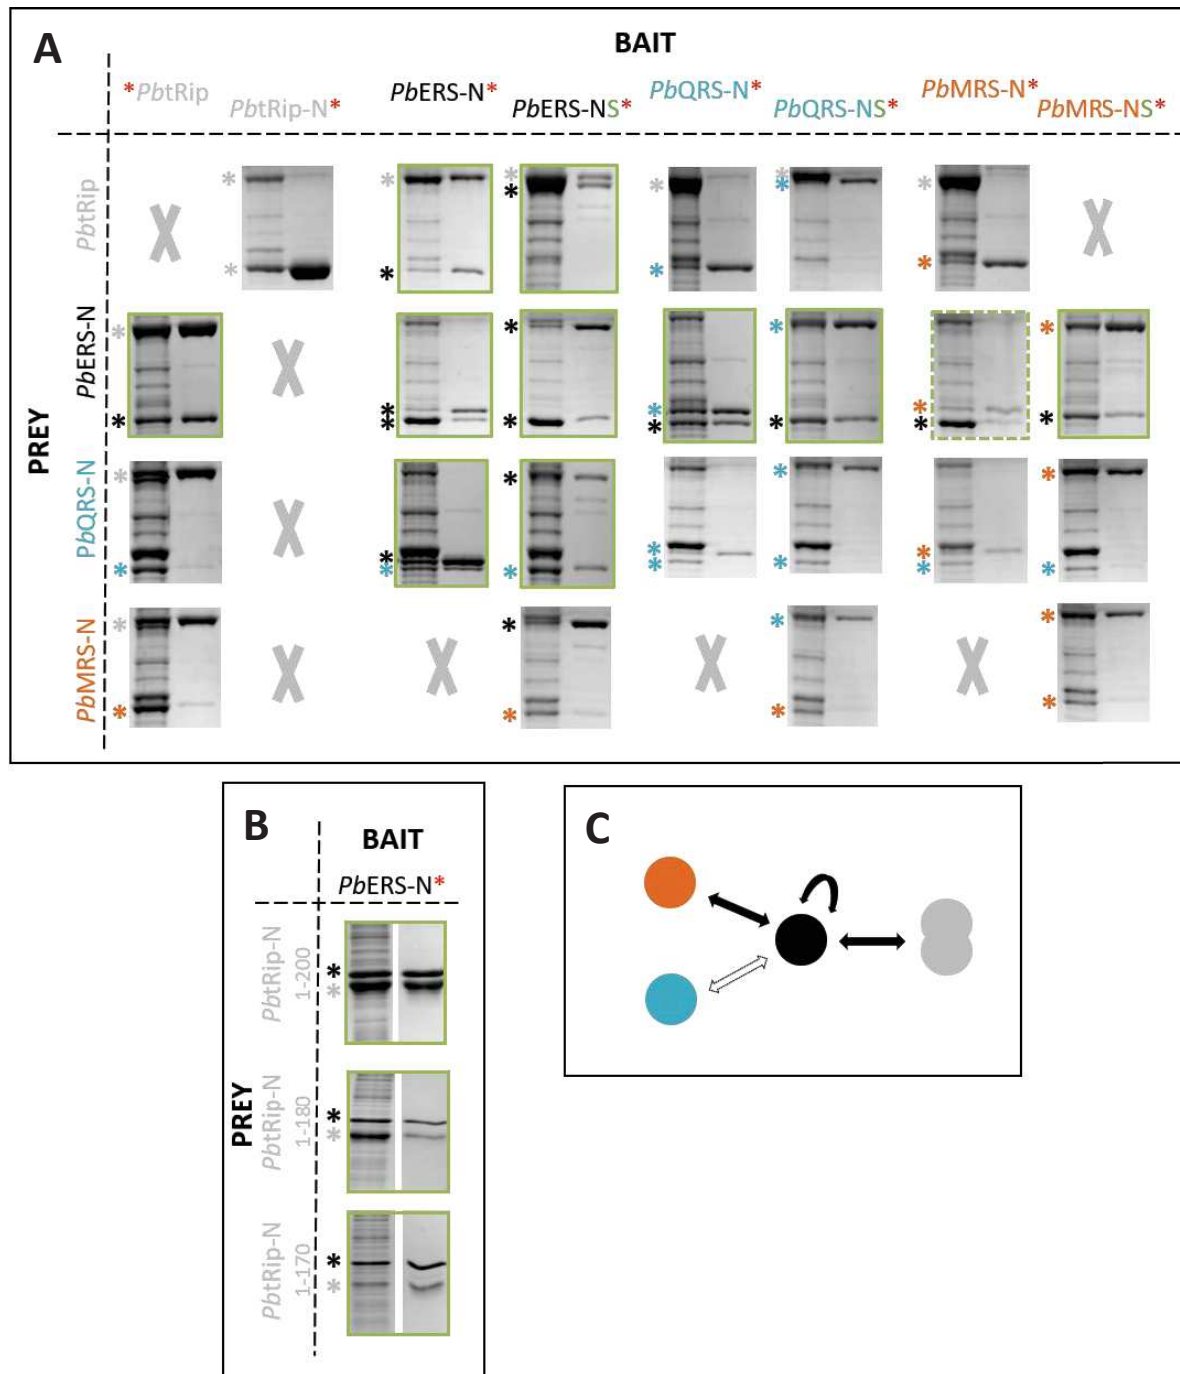 A
BAIT
*PbtRip
PbtRip-N*
PbERS-N*
PbERS-NS*
PbQRS-N*
PbQRS-NS*
PbMRS-N*
PbMRS-NS*
PREY
PbtRip
PbERS-N
PbQRS-N
PbMRS-N
B
BAIT
PbERS-N*
PREY
PbtRip-N
1-200
PbtRip-N
1-180
PbtRip-N
1-170
C